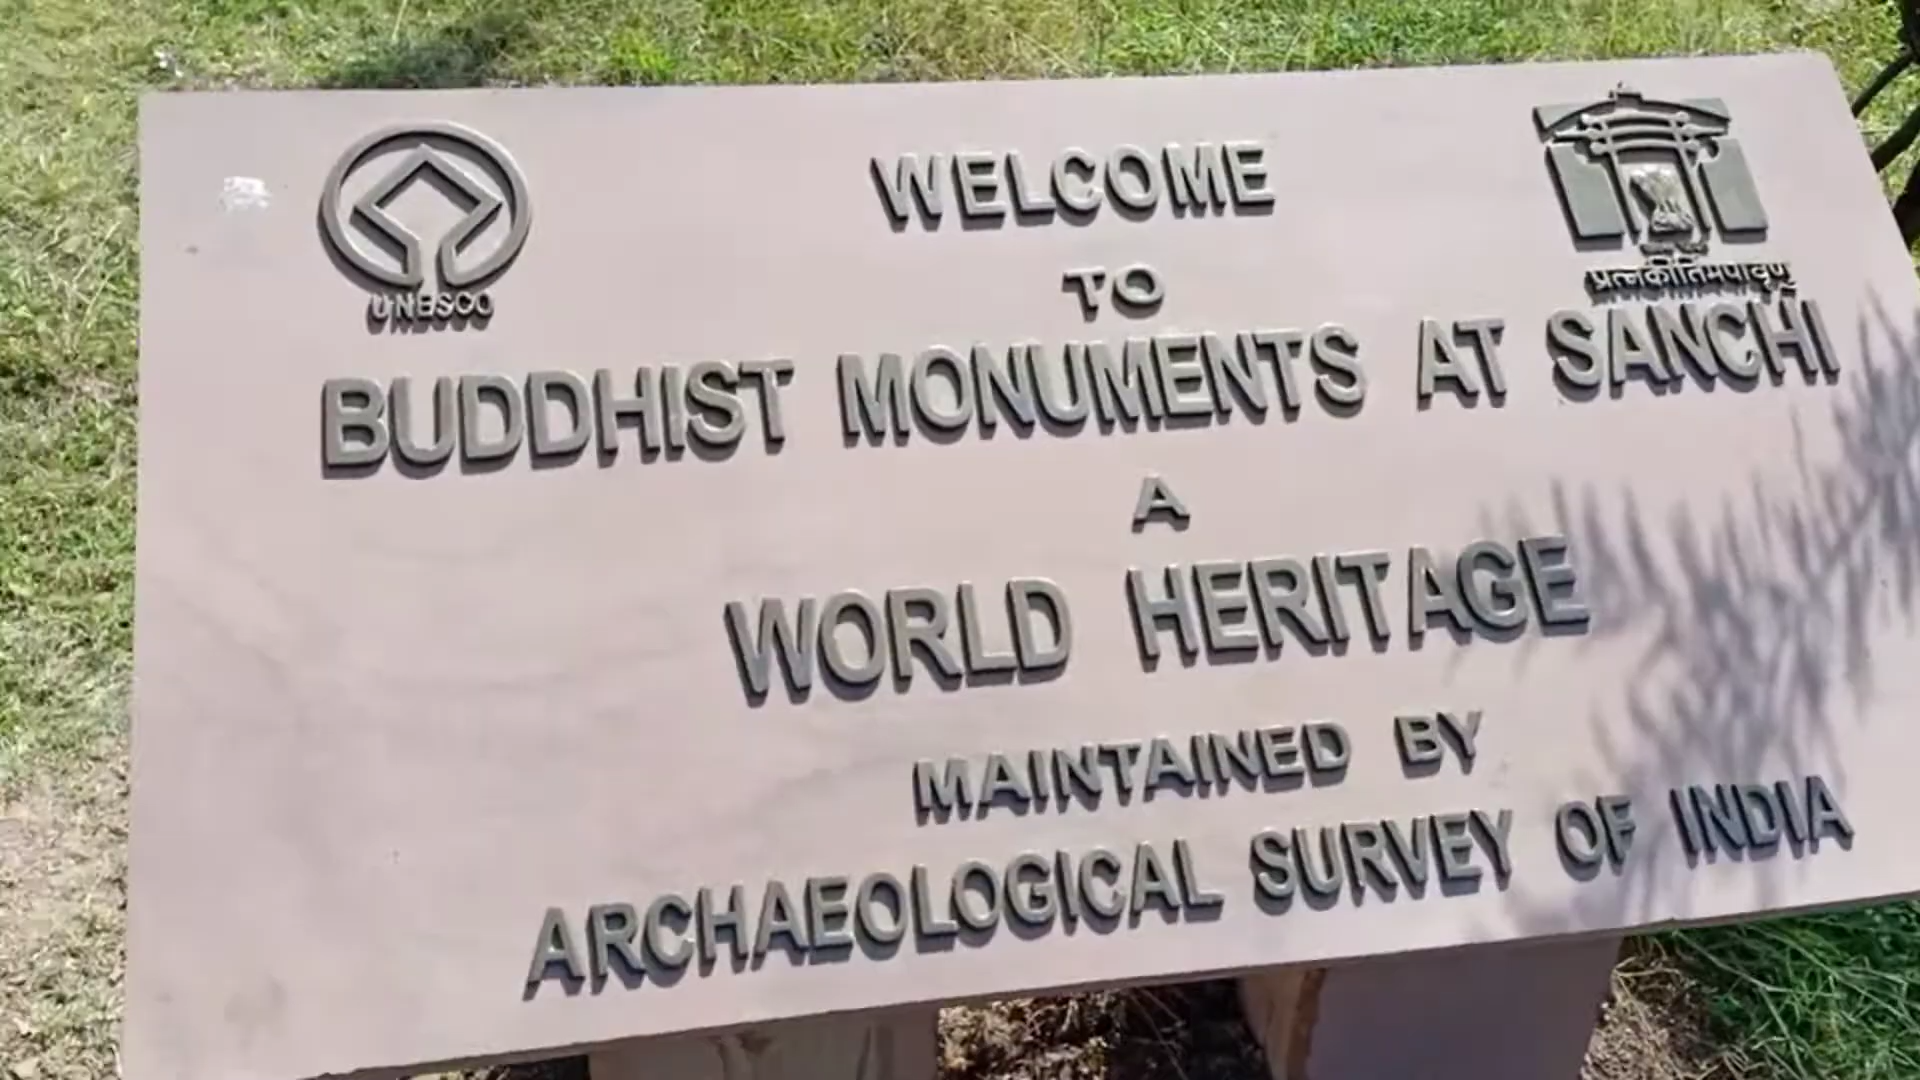 UNESCO
WELCOME
TO
प्रत्नकीर्तिमपावृणु
BUDDHIST MONUMENTS AT SANCHI
A
WORLD HERITAGE
MAINTAINED BY
ARCHAEOLOGICAL SURVEY OF INDIA